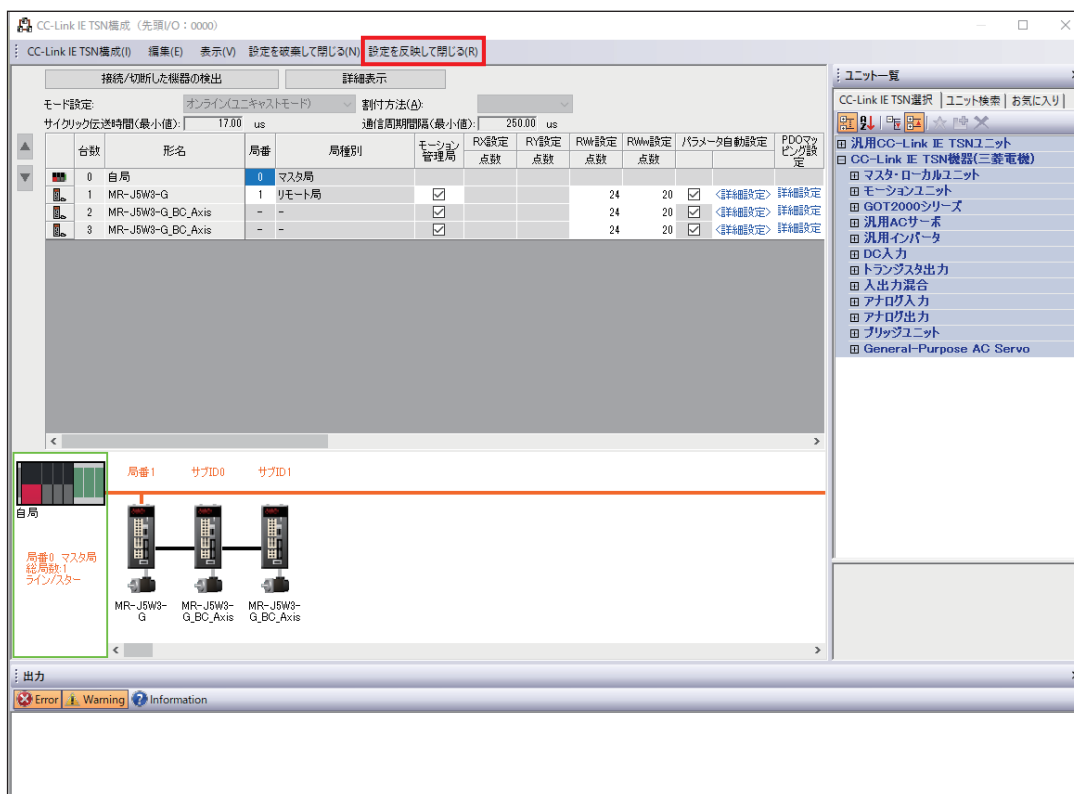 CC-Link IE TSN構成（先頭I/O：0000）
CC-Link IE TSN構成(I) 編集(E) 表示(V) 設定を破棄して閉じる(N) 設定を反映して閉じる(R)
接続/切断した機器の検出 詳細表示
モード設定: オンライン(ユニキャストモード) 割付方法(A):
サイクリック伝送時間(最小値): 17.00 us 通信周期間隔(最小値): 250.00 us
台数 形名 局番 局種別 モーション管理局 RX設定 点数 RY設定 点数 RWr設定 点数 RWw設定 点数 パラメータ自動設定 PDOマッピング設定
0 自局 0 マスタ局
1 MR-J5W3-G 1 リモート局 24 20 <詳細設定> 詳細設定
2 MR-J5W3-G_BC_Axis - - 24 20 <詳細設定> 詳細設定
3 MR-J5W3-G_BC_Axis - - 24 20 <詳細設定> 詳細設定
局番1 サブID0 サブID1
自局
局番0 マスタ局
総局数:1
ライン/スター
MR-J5W3-G MR-J5W3-G_BC_Axis MR-J5W3-G_BC_Axis
ユニット一覧
CC-Link IE TSN選択 ユニット検索 お気に入り
汎用CC-Link IE TSNユニット
CC-Link IE TSN機器(三菱電機)
マスタ・ローカルユニット
モーションユニット
GOT2000シリーズ
汎用ACサーボ
汎用インバータ
DC入力
トランジスタ出力
入出力混合
アナログ入力
アナログ出力
ブリッジユニット
General-Purpose AC Servo
出力
Error Warning Information